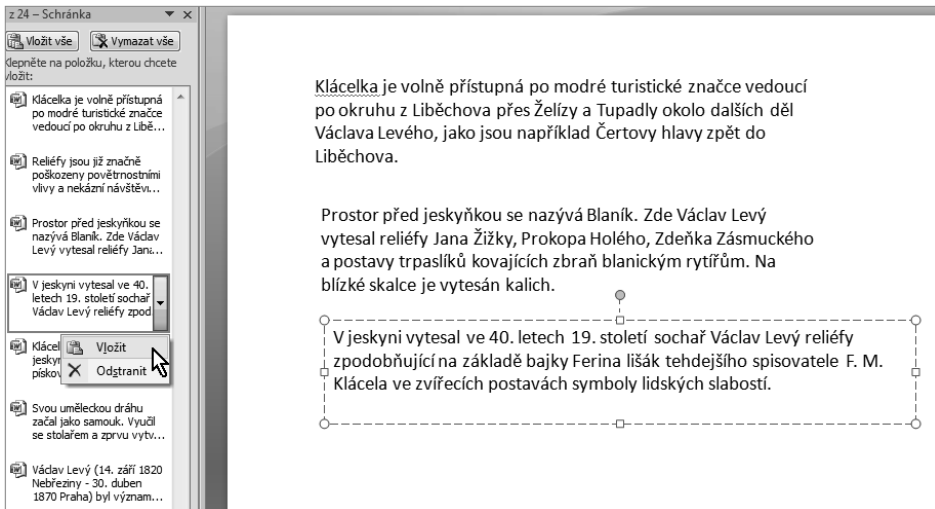 z 24 – Schránka
Vložit vše Vymazat vše
Klepněte na položku, kterou chcete
vložit:
Klácelka je volně přístupná
po modré turistické značce
vedoucí po okruhu z Libě...
Reliéfy jsou již značně
poškozeny povětrnostními
vlivy a nekázní návštěvı...
Prostor před jeskyňkou se
nazývá Blaník. Zde Václav
Levý vytesal reliéfy Jana...
V jeskyni vytesal ve 40.
letech 19. století sochař
Václav Levý reliéfy zpod
Vložit
Odstranit
Klácel
jeskyň
pískov
Svou uměleckou dráhu
začal jako samouk. Vyučil
se stolařem a zprvu vytv...
Václav Levý (14. září 1820
Nebřeziny - 30. duben
1870 Praha) byl význam...
Klácelka je volně přístupná po modré turistické značce vedoucí
po okruhu z Liběchova přes Želízy a Tupadly okolo dalších děl
Václava Levého, jako jsou například Čertovy hlavy zpět do
Liběchova.
Prostor před jeskyňkou se nazývá Blaník. Zde Václav Levý
vytesal reliéfy Jana Žižky, Prokopa Holého, Zdeňka Zásmuckého
a postavy trpaslíků kovajících zbraň blanickým rytířům. Na
blízké skalce je vytesán kalich.
V jeskyni vytesal ve 40. letech 19. století sochař Václav Levý reliéfy
zpodobňující na základě bajky Ferina lišák tehdejšího spisovatele F. M.
Klácela ve zvířecích postavách symboly lidských slabostí.